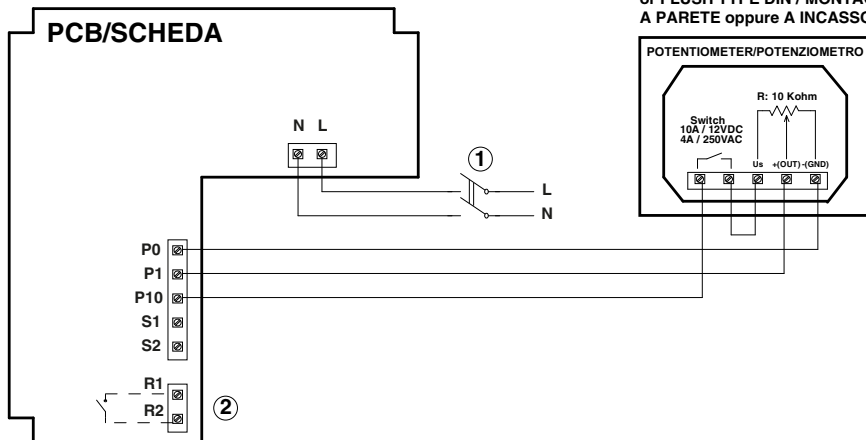 A PARETE oppure A INCASSO
PCB/SCHEDA
POTENTIOMETER/POTENZIOMETRO
R: 10 Kohm
Switch
10A / 12VDC
4A / 250VAC
Us +(OUT) -(GND)
N L
1
L
N
P0
P1
P10
S1
S2
R1
R2
2